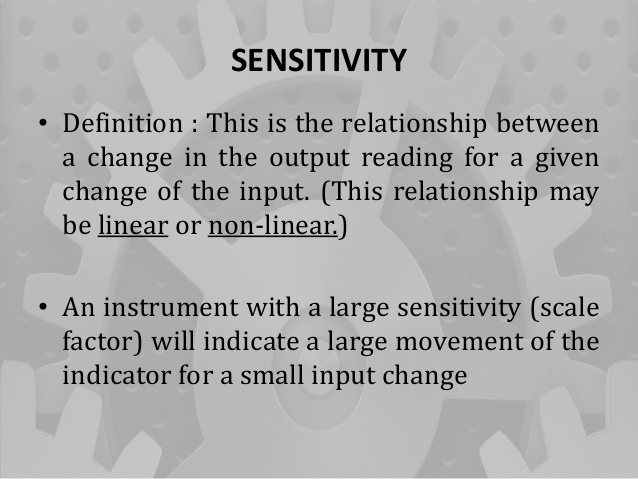 SENSITIVITY
• Definition : This is the relationship between
a change in the output reading for a given
change of the input. (This relationship may
be linear or non-linear.)
• An instrument with a large sensitivity (scale
factor) will indicate a large movement of the
indicator for a small input change